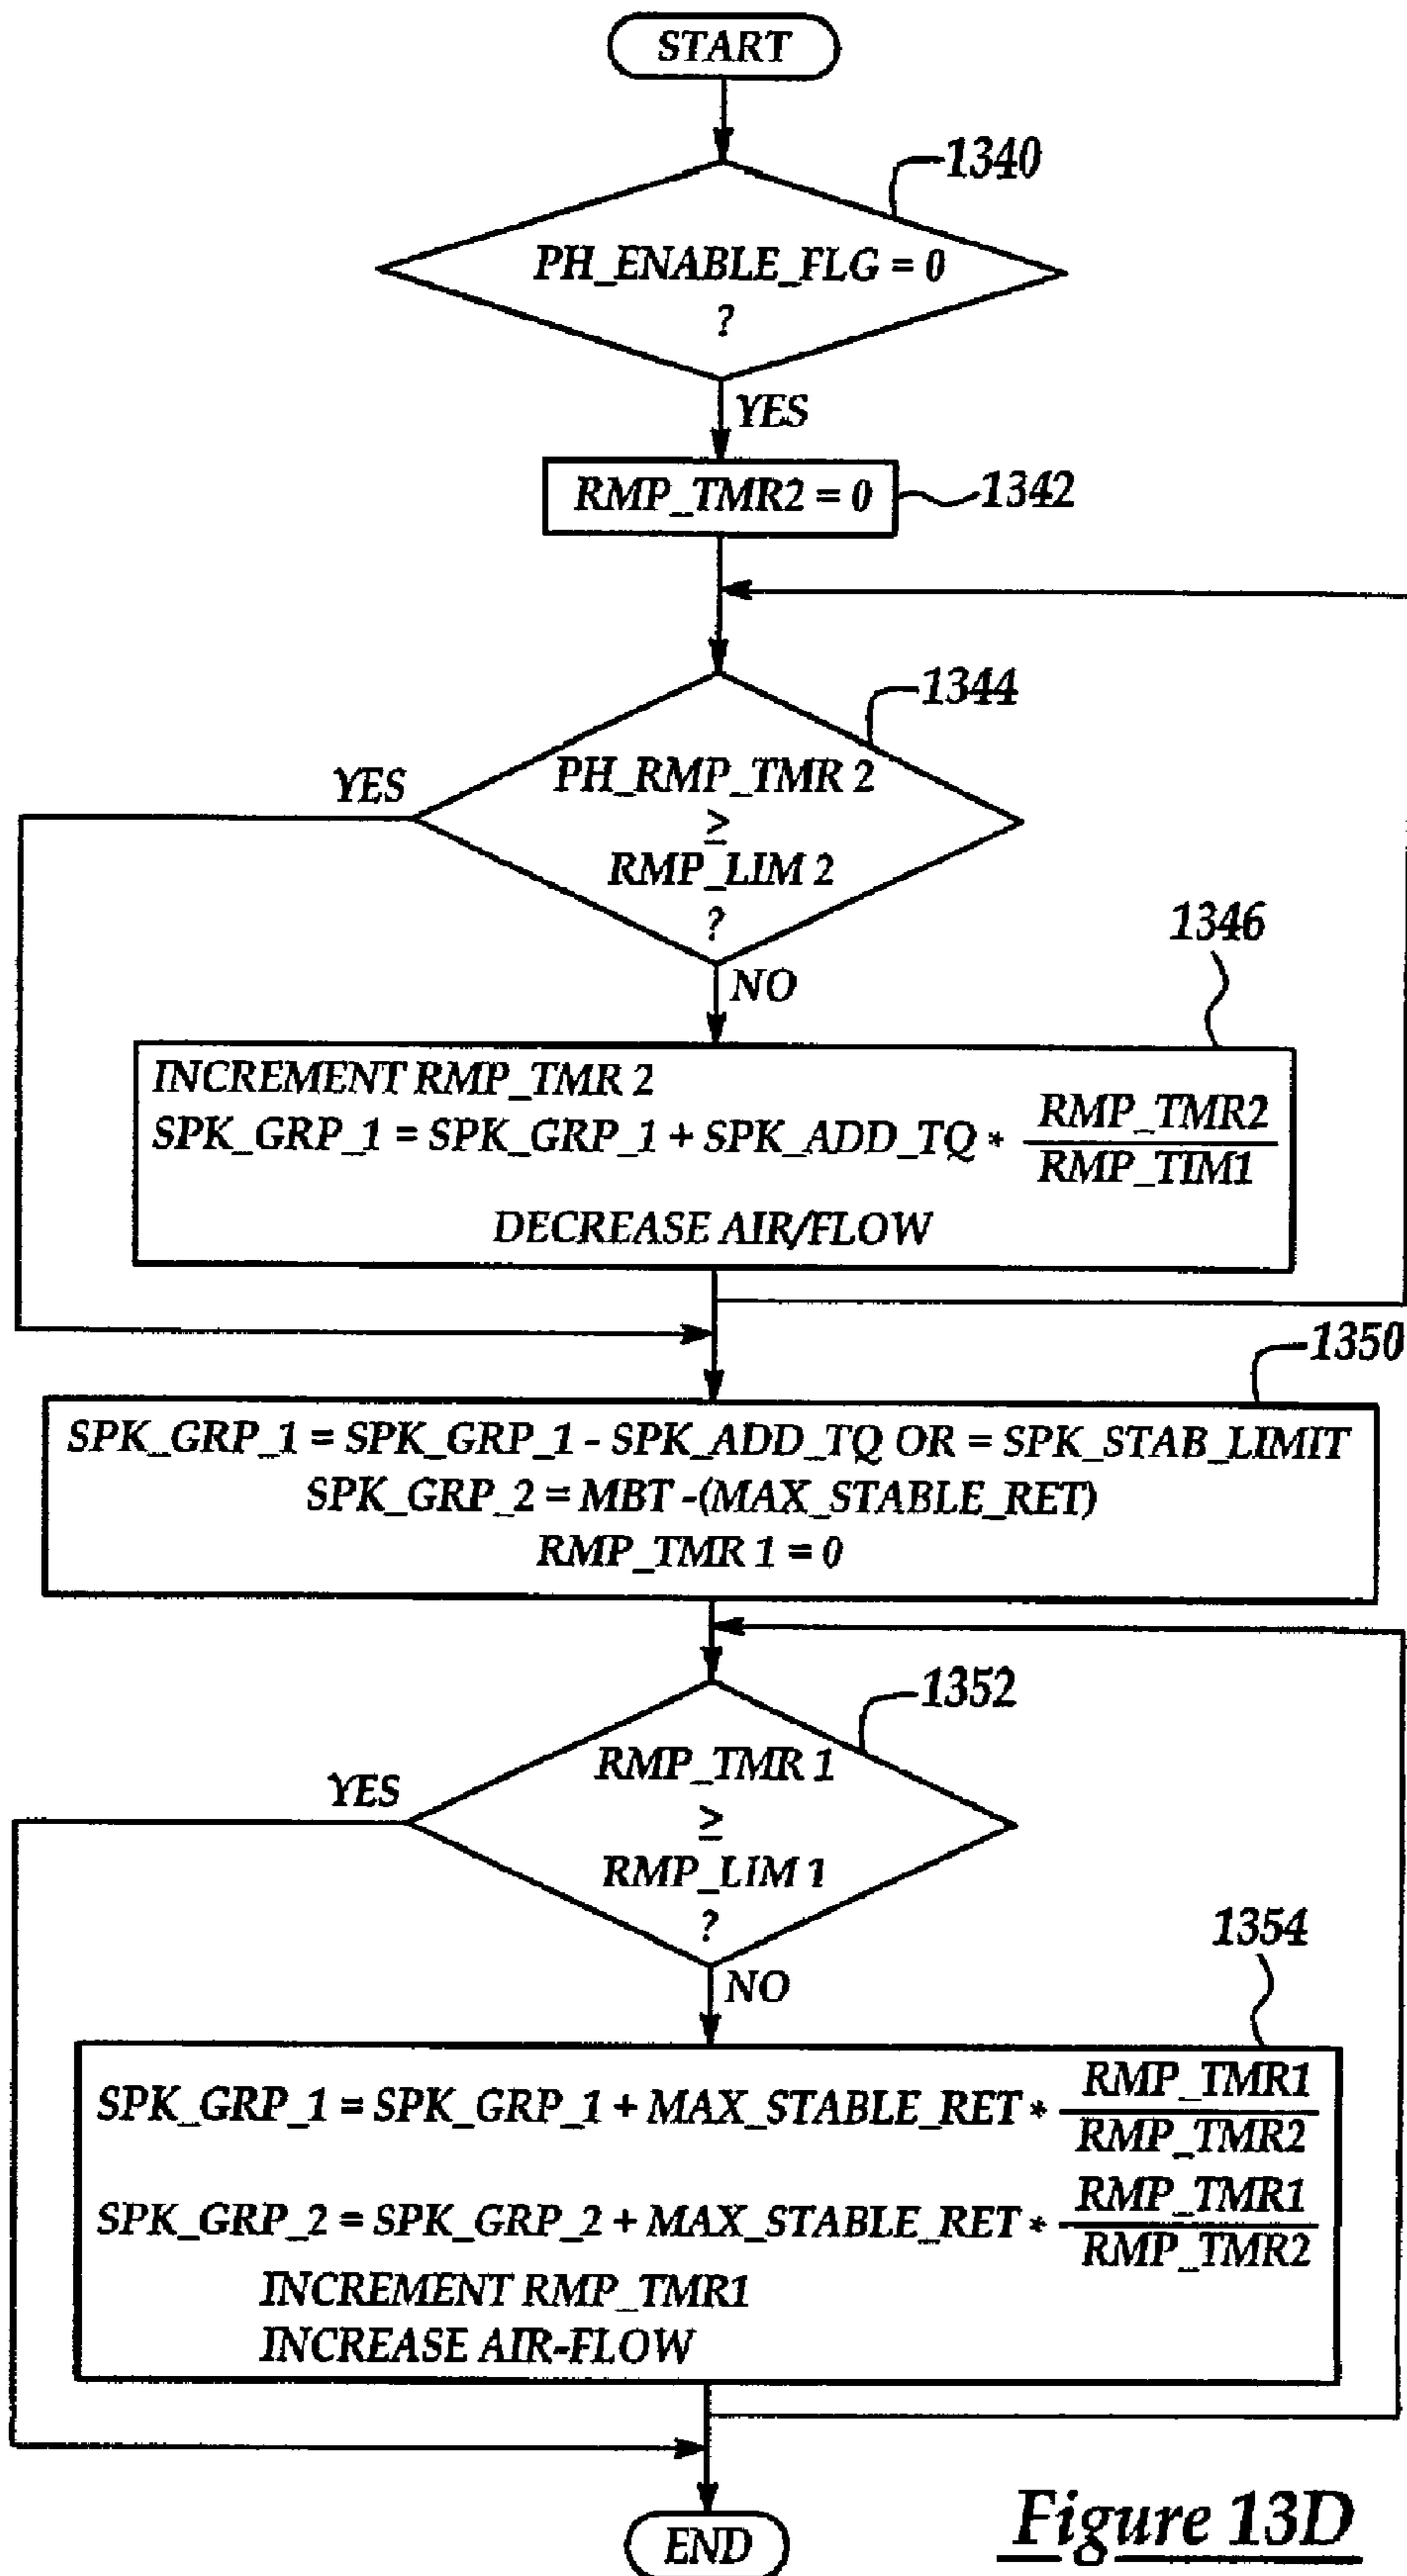 START
1340
PH_ENABLE_FLG = 0
?
YES
RMP_TMR2 = 0
1342
1344
YES
PH_RMP_TMR 2
≥
RMP_LIM 2
?
NO
1346
INCREMENT RMP_TMR 2
SPK_GRP_1 = SPK_GRP_1 + SPK_ADD_TQ * RMP_TMR2
RMP_TIM1
DECREASE AIR/FLOW
1350
SPK_GRP_1 = SPK_GRP_1 - SPK_ADD_TQ OR = SPK_STAB_LIMIT
SPK_GRP_2 = MBT -(MAX_STABLE_RET)
RMP_TMR 1 = 0
1352
YES
RMP_TMR 1
≥
RMP_LIM 1
?
NO
1354
SPK_GRP_1 = SPK_GRP_1 + MAX_STABLE_RET * RMP_TMR1
RMP_TMR2
SPK_GRP_2 = SPK_GRP_2 + MAX_STABLE_RET * RMP_TMR1
RMP_TMR2
INCREMENT RMP_TMR1
INCREASE AIR-FLOW
END
Figure 13D